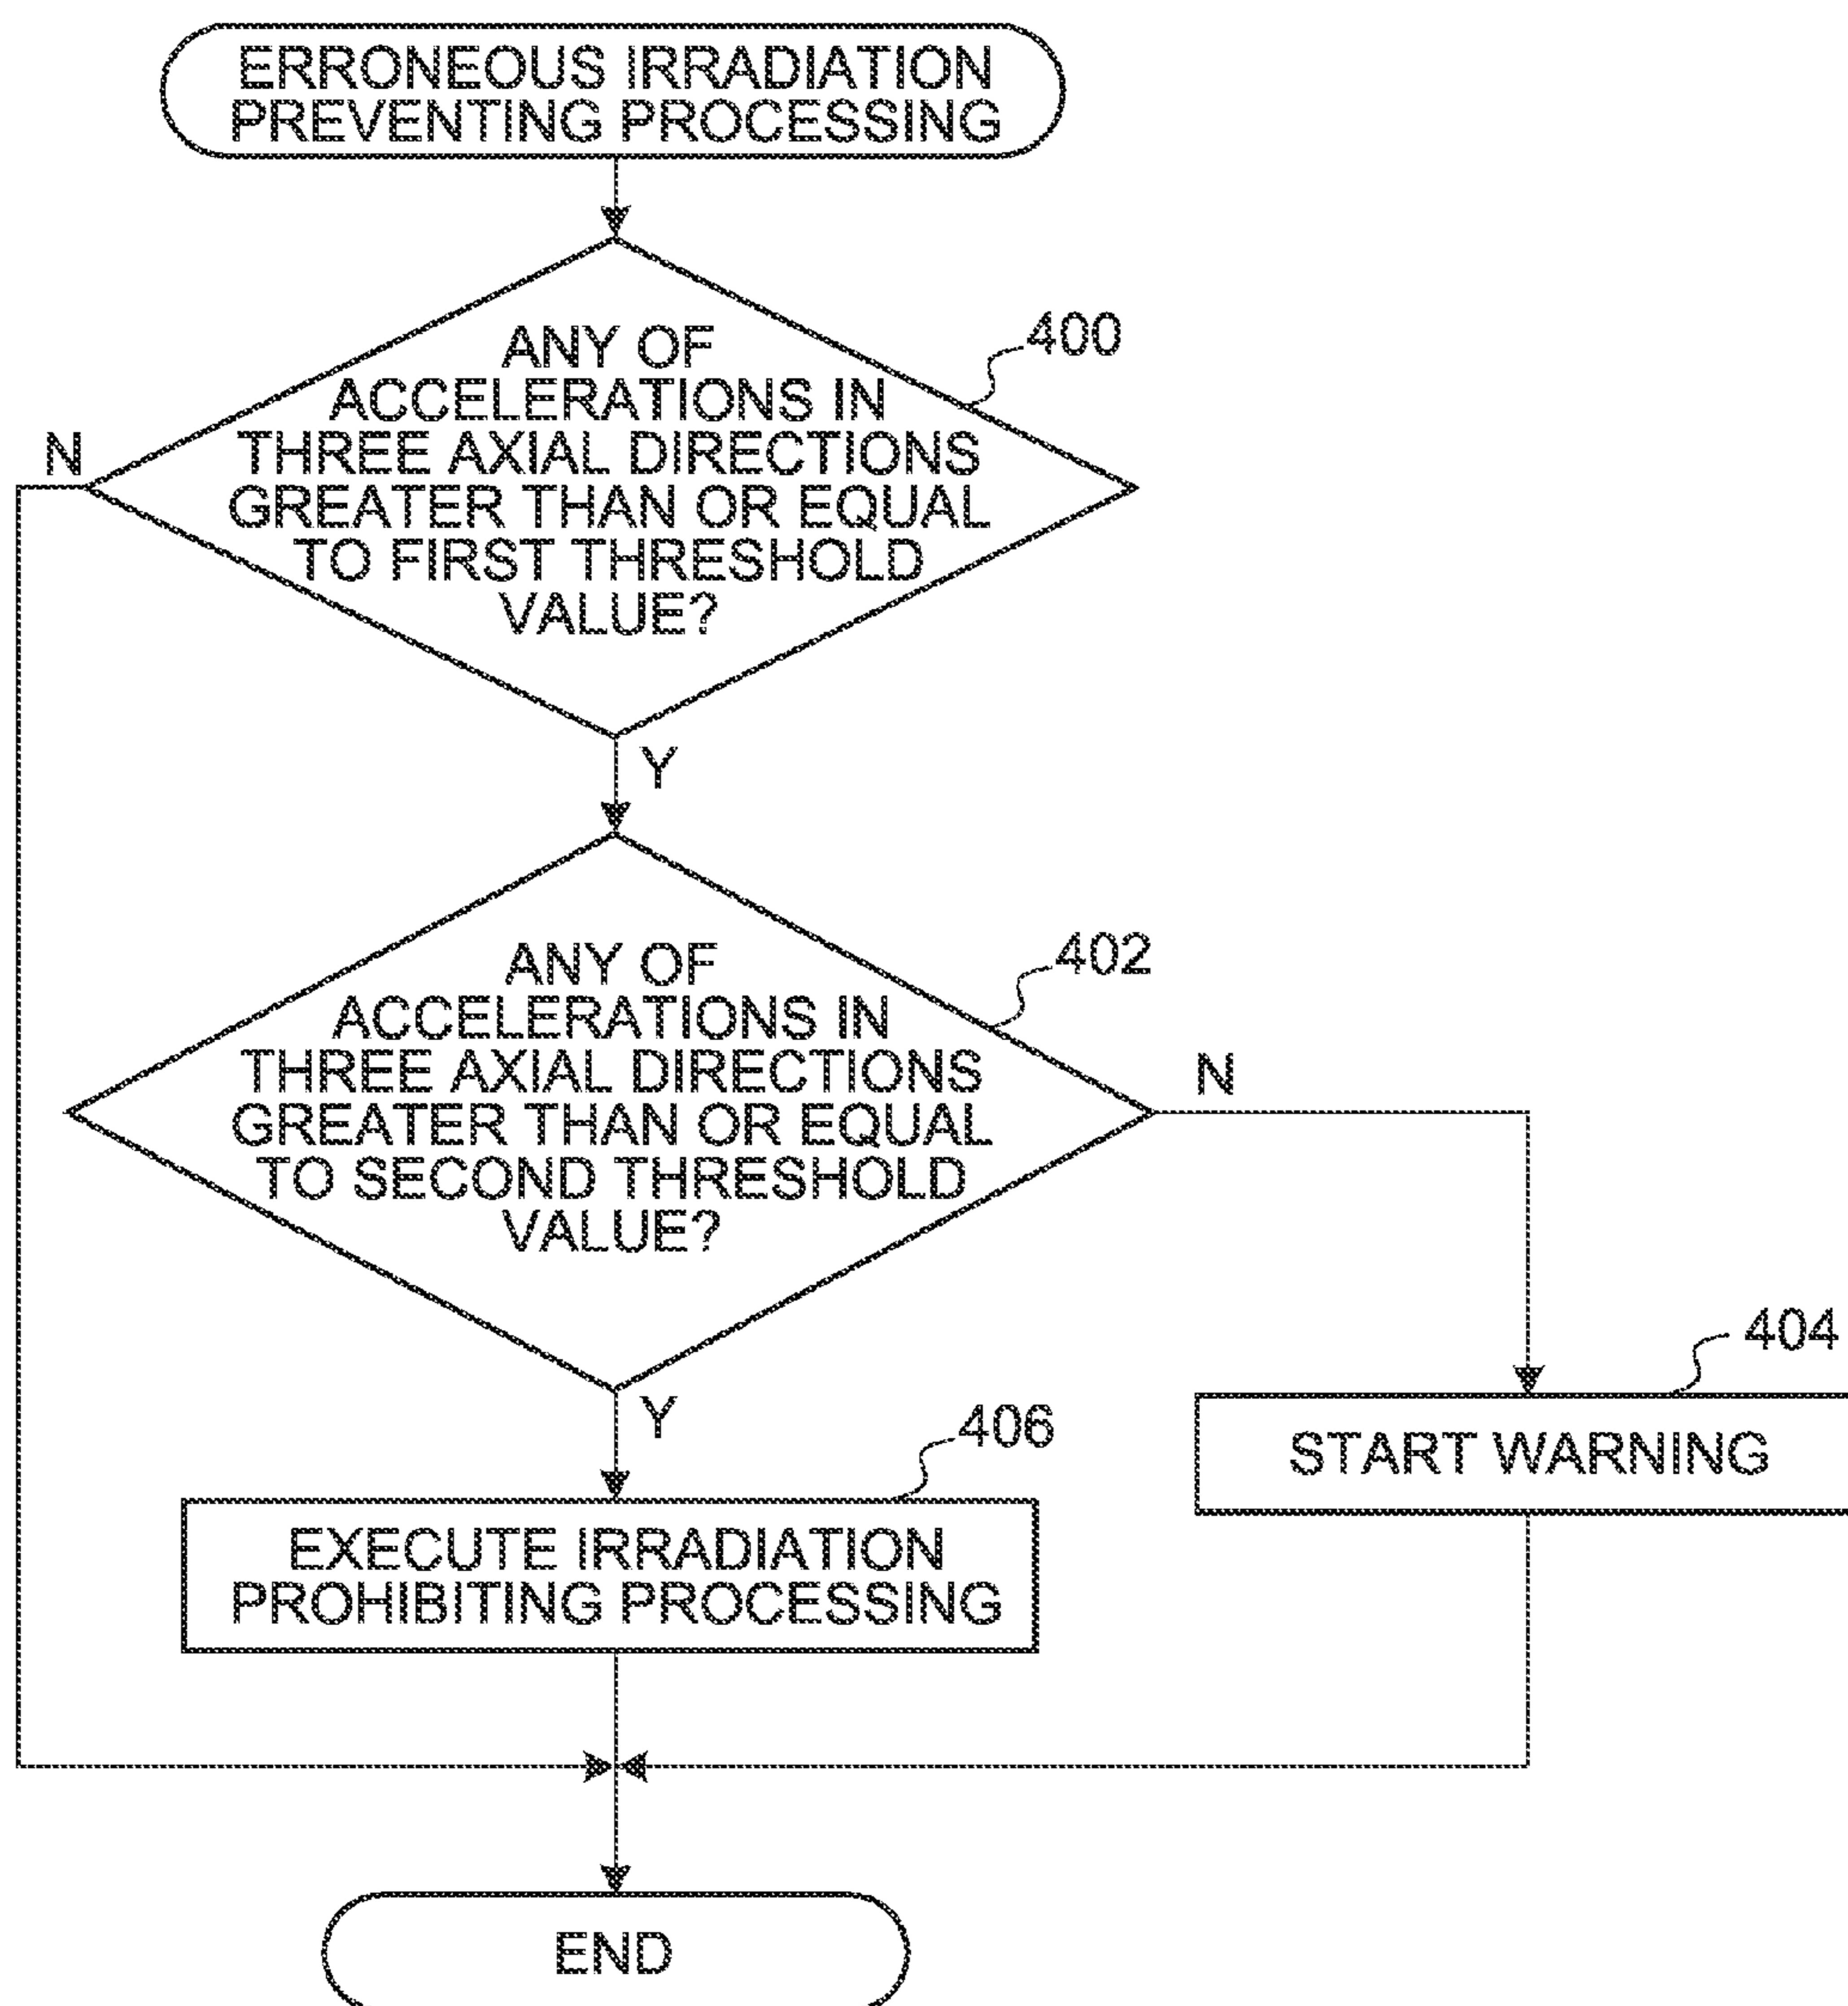 ERRONEOUS IRRADIATION
PREVENTING PROCESSING
400
ANY OF
ACCELERATIONS IN
THREE AXIAL DIRECTIONS
GREATER THAN OR EQUAL
TO FIRST THRESHOLD
VALUE?
N
Y
402
ANY OF
ACCELERATIONS IN
THREE AXIAL DIRECTIONS
GREATER THAN OR EQUAL
TO SECOND THRESHOLD
VALUE?
N
Y
404
START WARNING
406
EXECUTE IRRADIATION
PROHIBITING PROCESSING
END